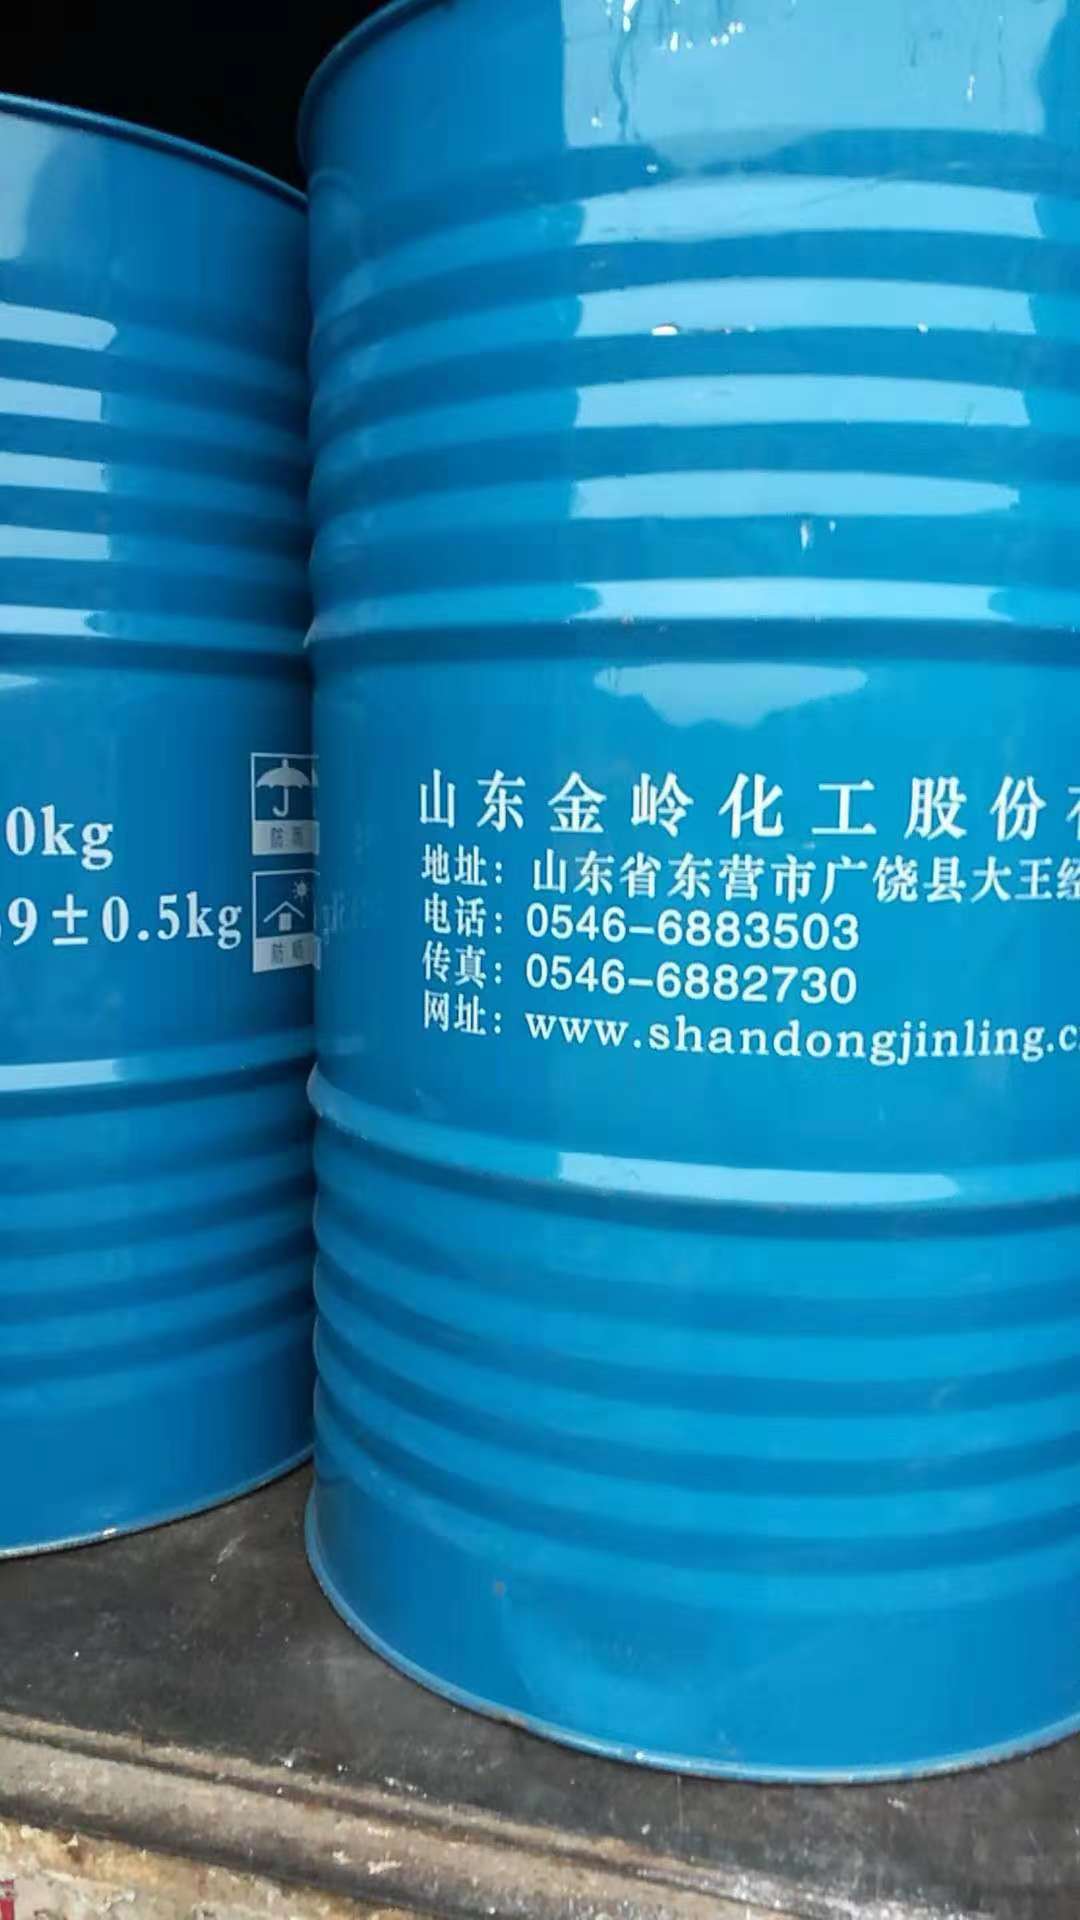 0kg
9±0.5kg
防雨
防晒
山东金岭化工股份
地址：山东省东营市广饶县大王经
电话：0546-6883503
传真：0546-6882730
网址：www.shandongjinling.c